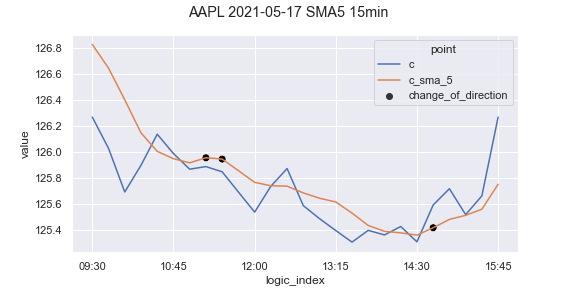 AAPL 2021-05-17 SMA5 15min
point
c
c_sma_5
change_of_direction
126.8
126.6
126.4
126.2
126.0
125.8
125.6
125.4
value
09:30 10:45 12:00 13:15 14:30 15:45
logic_index